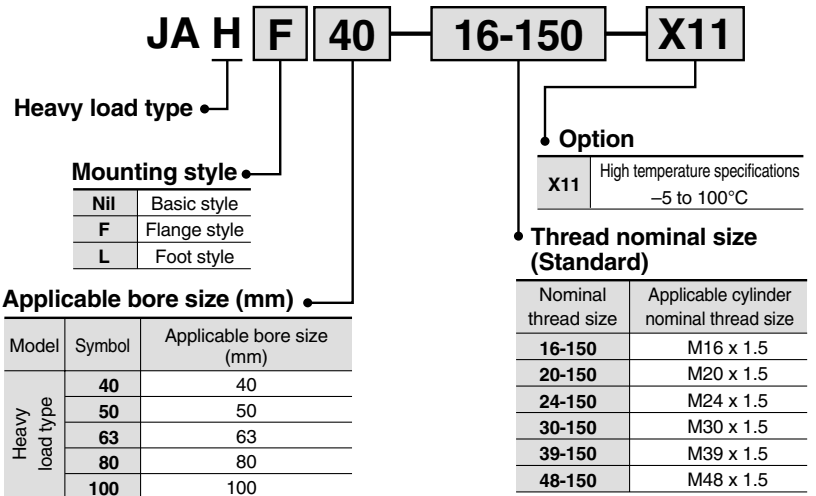 JA H F 40 16-150 X11
Heavy load type
Mounting style
Nil Basic style
F Flange style
L Foot style
Applicable bore size (mm)
Model Symbol Applicable bore size
(mm)
Heavy
load type
40 40
50 50
63 63
80 80
100 100
Option
X11 High temperature specifications
–5 to 100°C
Thread nominal size
(Standard)
Nominal
thread size
Applicable cylinder
nominal thread size
16-150 M16 x 1.5
20-150 M20 x 1.5
24-150 M24 x 1.5
30-150 M30 x 1.5
39-150 M39 x 1.5
48-150 M48 x 1.5